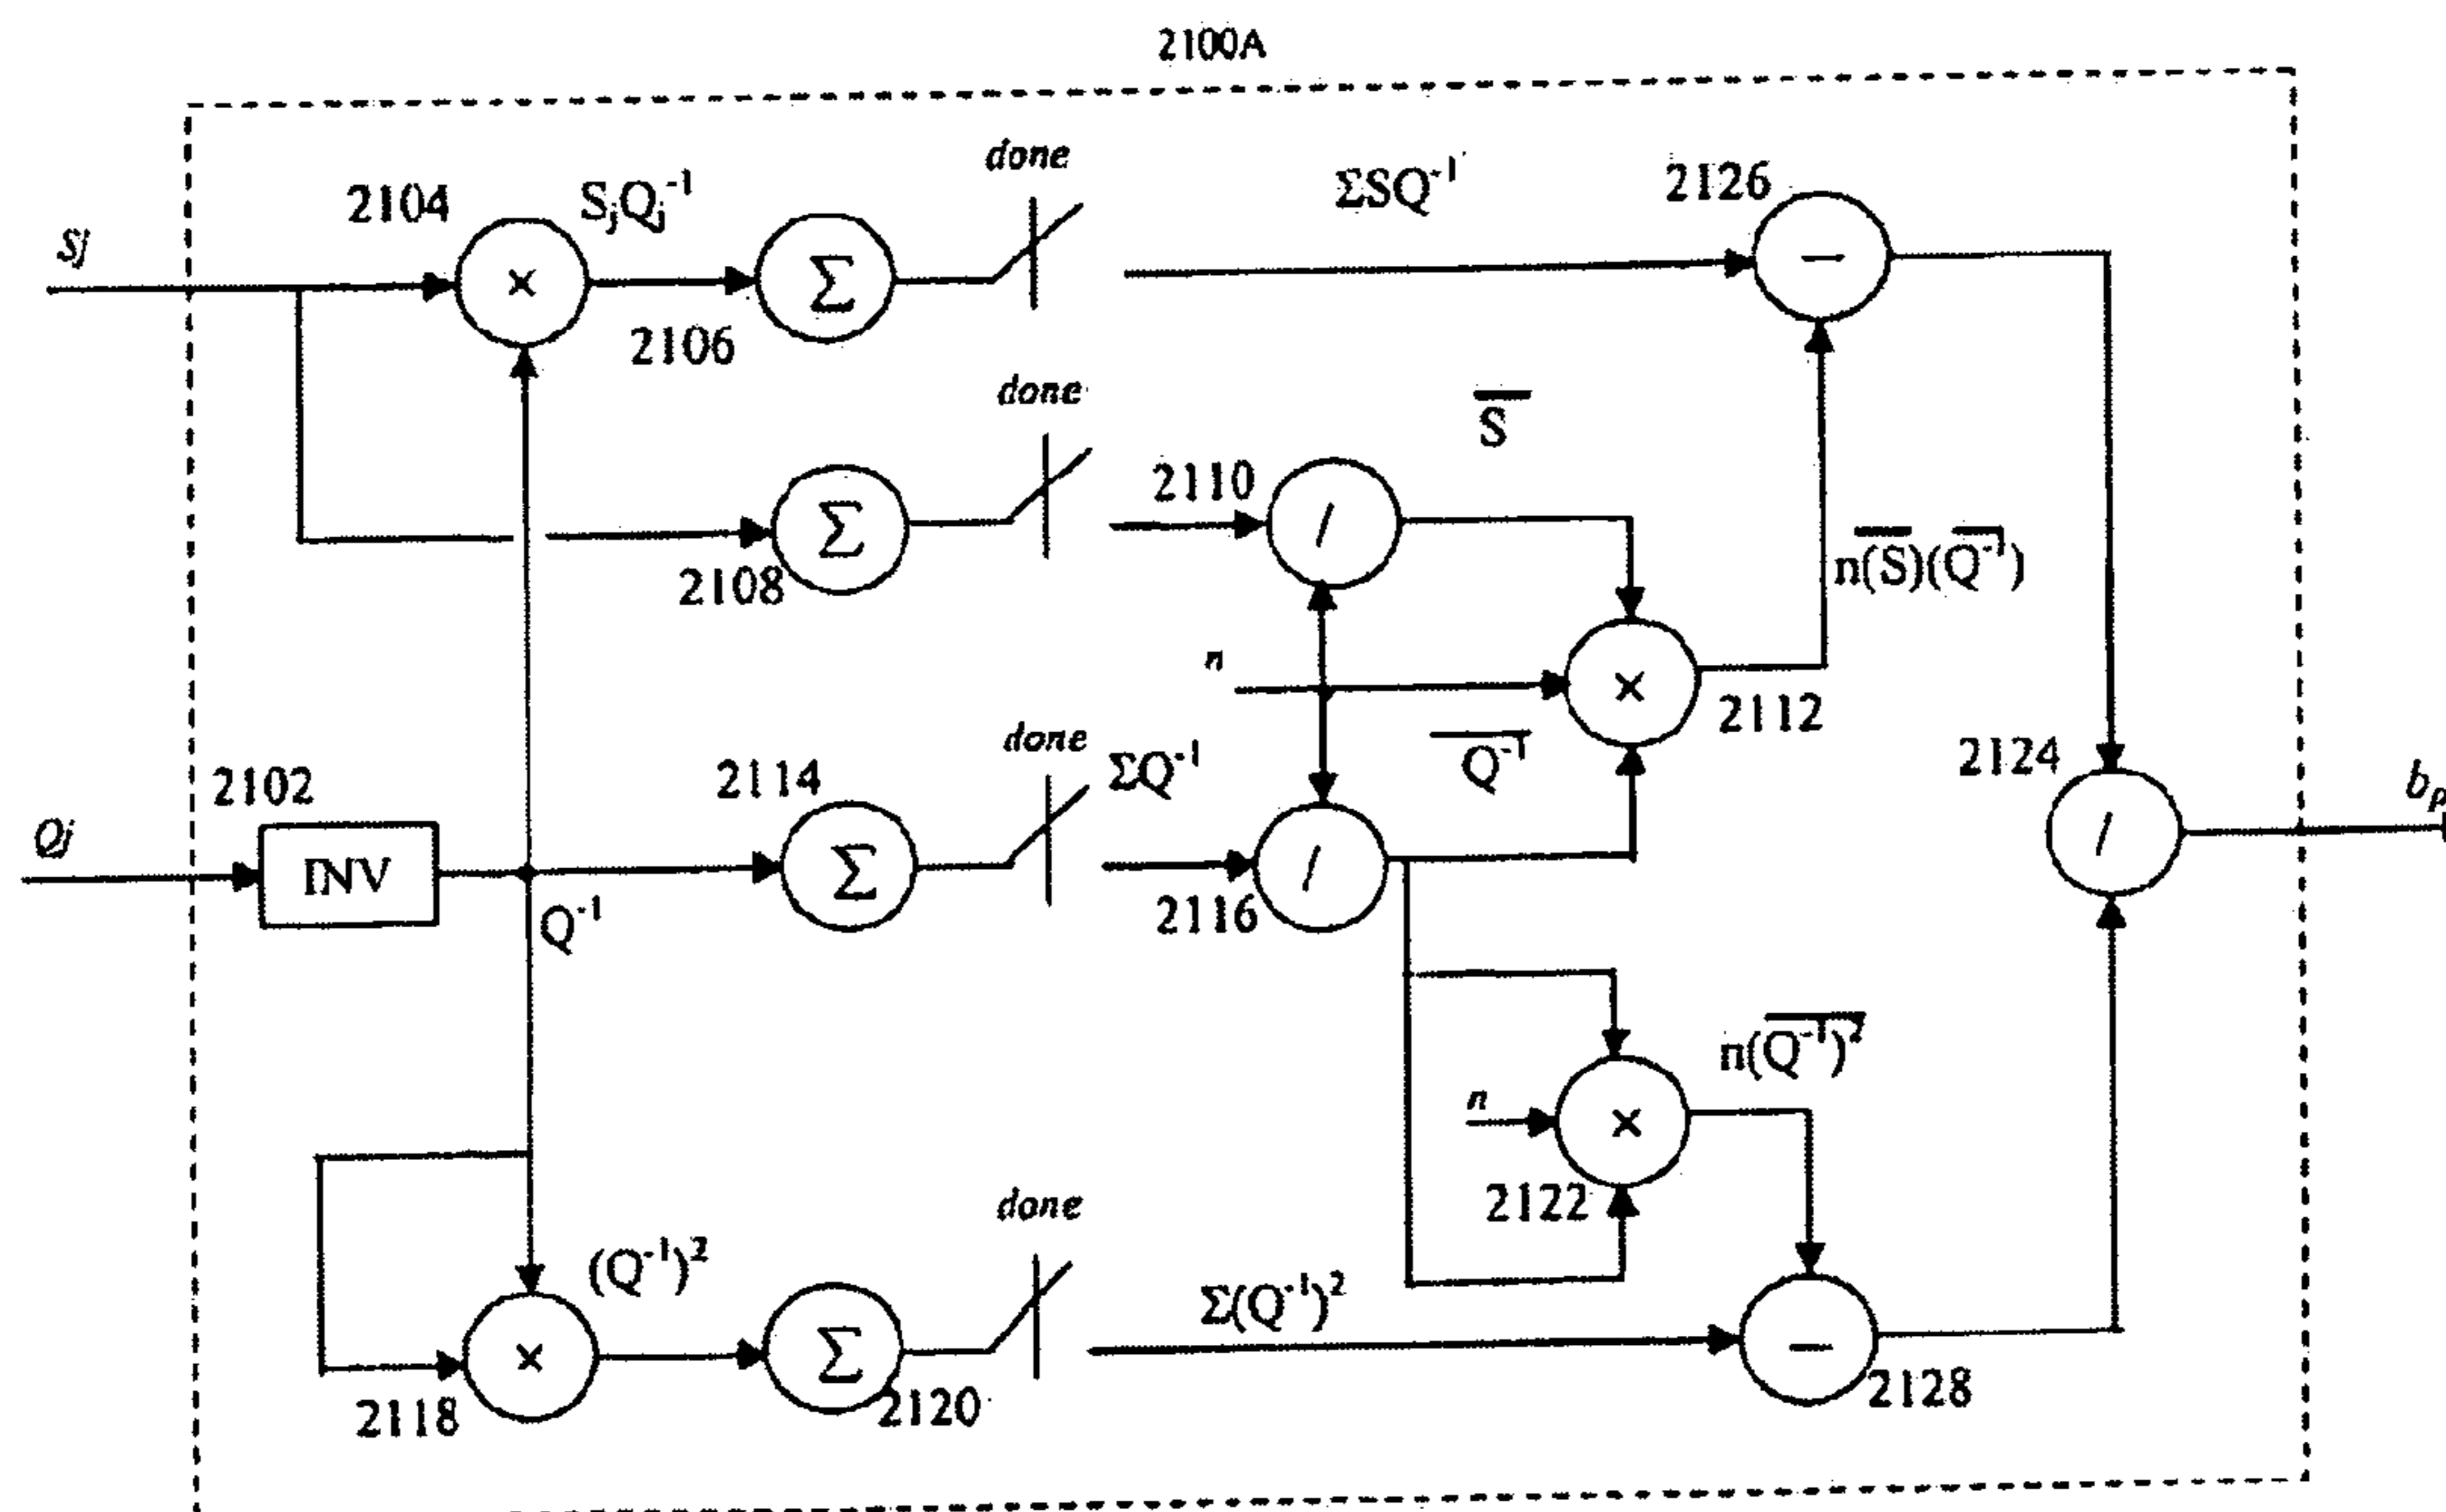 2100A
done
2104
SⱼQⱼ⁻¹
ΣSQ⁻¹
2126
Sj
×
Σ
−
2106
done
S̅
2110
Σ
/
2108
n(S̅)(Q̅⁻̅¹̅)
n
×
2112
done
ΣQ⁻¹
Q̅⁻̅¹̅
2102
2114
2124
bₚ
Qj
INV
Σ
/
/
Q⁻¹
2116
n(Q̅⁻̅¹̅)²
n
×
2122
done
(Q⁻¹)²
Σ(Q⁻¹)²
×
Σ
−
2118
2120
2128